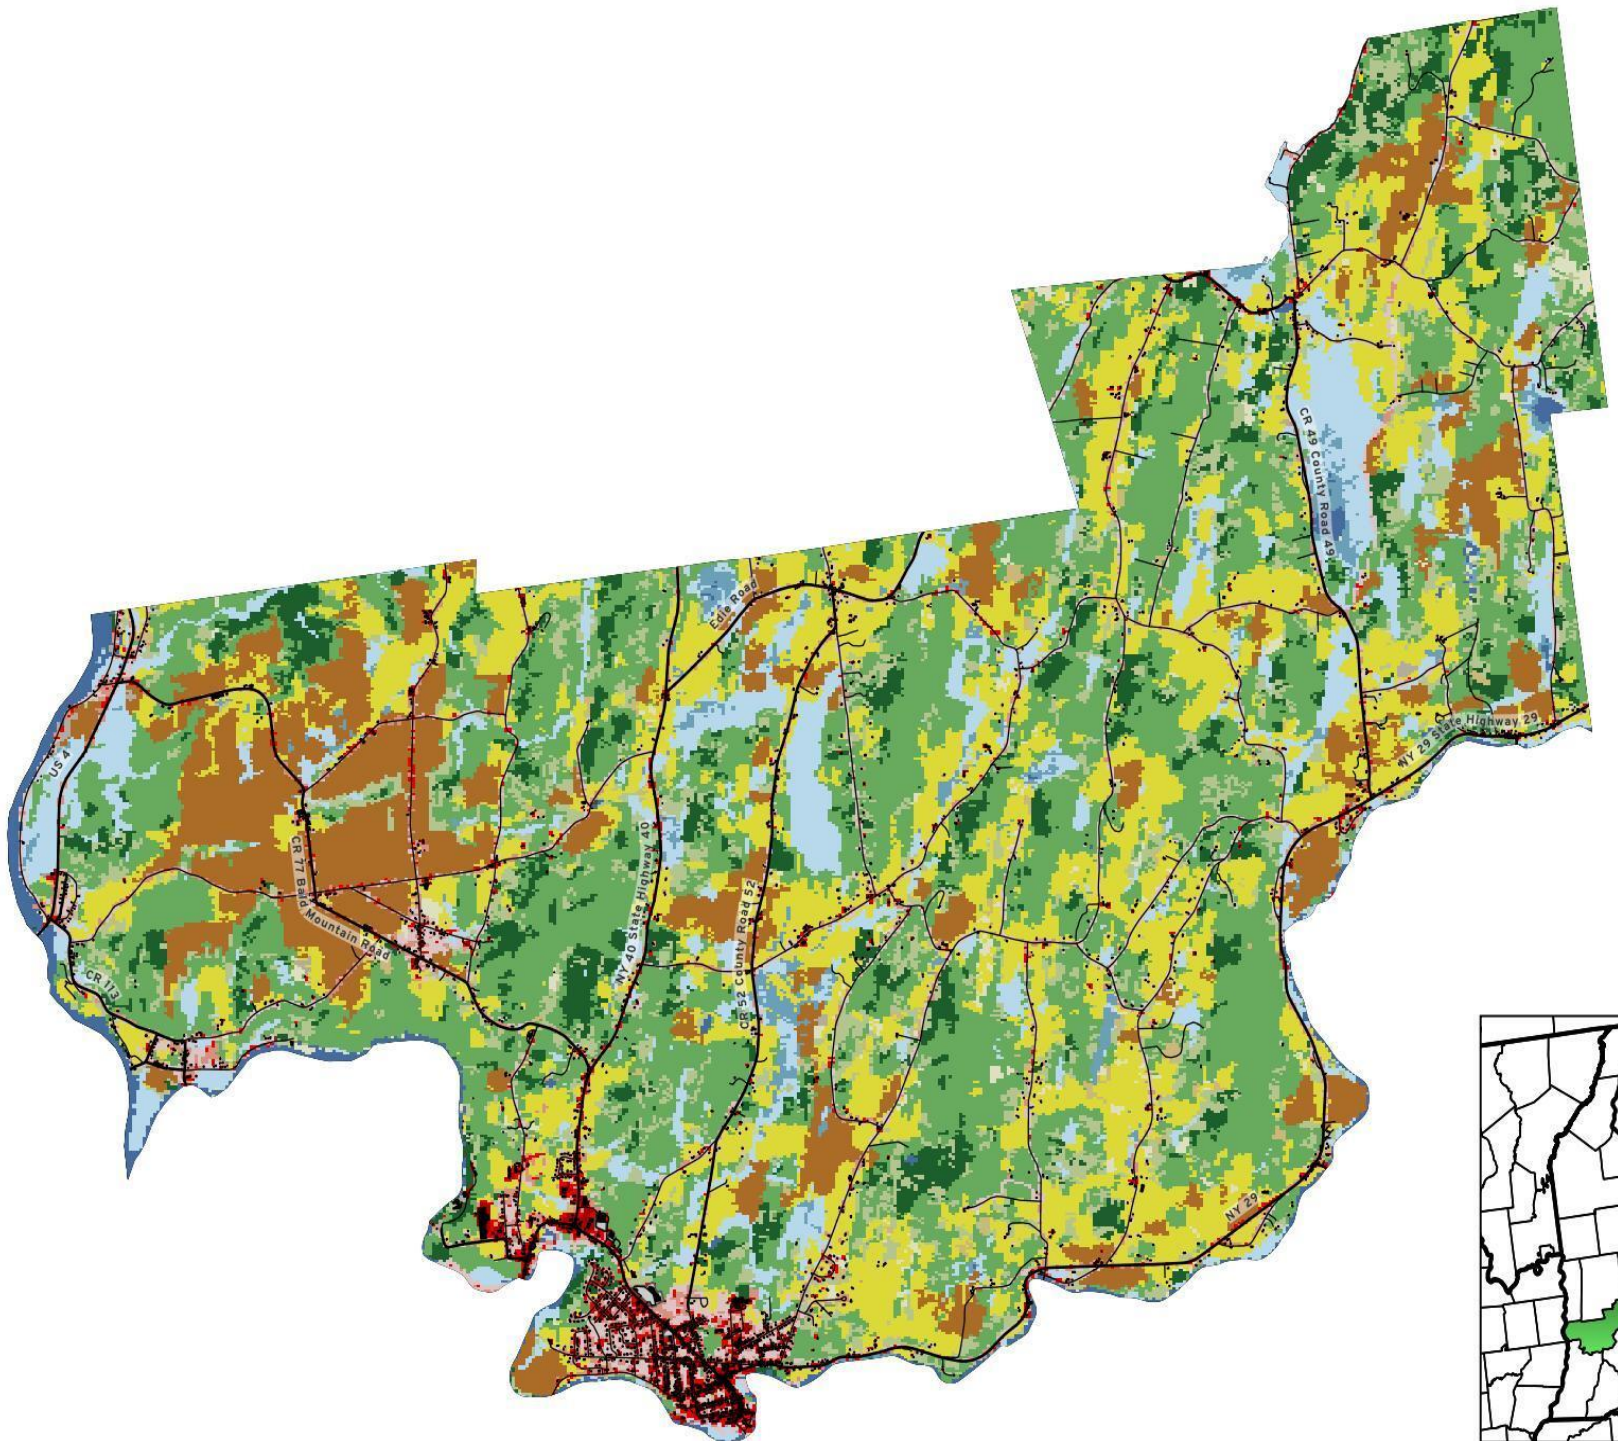 CR 49 County Road 49
Edie Road
NY 29 State Highway 29
US 4
CR 77 Bald Mountain Road
NY 40 State Highway 40
CR 52 County Road 52
CR 113
NY 29